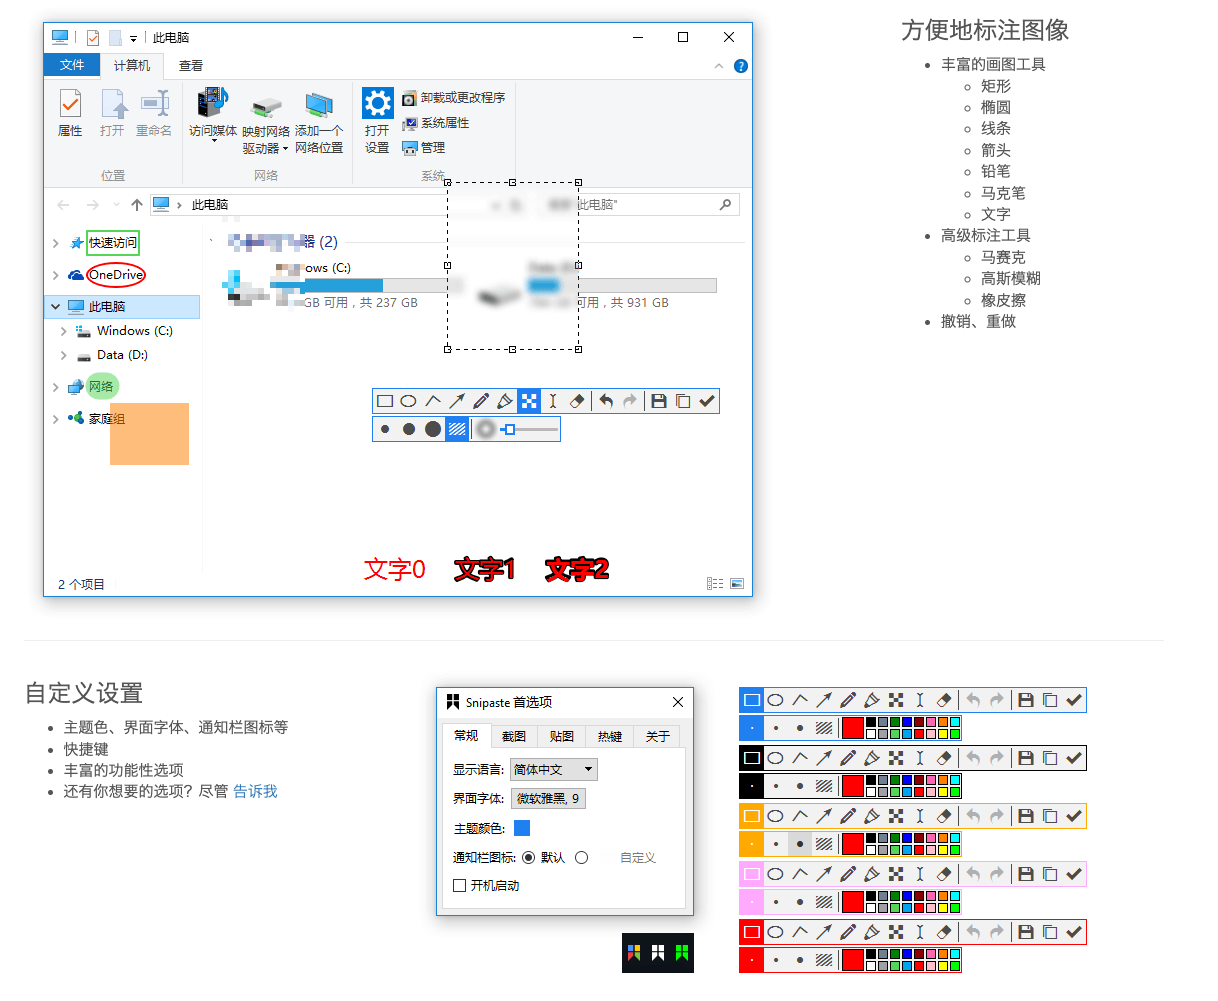 此电脑
文件 计算机 查看
属性 打开 重命名 访问媒体 映射网络驱动器 添加一个网络位置 打开设置 卸载或更改程序
系统属性
管理
位置 网络 系统
此电脑 此电脑"
快速访问
器 (2)
OneDrive
ows (C:)
GB 可用，共 237 GB
GB 可用，共 931 GB
此电脑
Windows (C:)
Data (D:)
网络
家庭组
文字0 文字1 文字2
2 个项目
方便地标注图像
丰富的画图工具
矩形
椭圆
线条
箭头
铅笔
马克笔
文字
高级标注工具
马赛克
高斯模糊
橡皮擦
撤销、重做
自定义设置
主题色、界面字体、通知栏图标等
快捷键
丰富的功能性选项
还有你想要的选项？尽管 告诉我
Snipaste 首选项
常规 截图 贴图 热键 关于
显示语言: 简体中文
界面字体: 微软雅黑, 9
主题颜色:
通知栏图标: 默认 自定义
开机启动